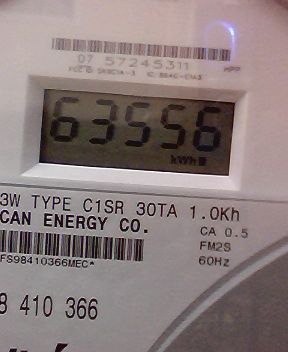 07 57245311
HPP
63556
kWh
3W TYPE C1SR 30TA 1.0Kh
CAN ENERGY CO.
CA 0.5
FM2S
60Hz
FS98410366MEC*
8 410 366